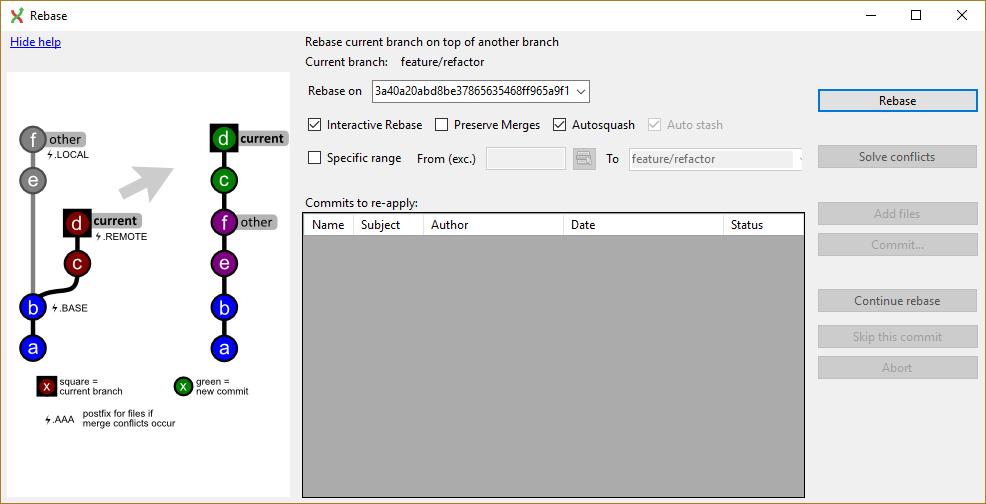 Rebase
Hide help
Rebase current branch on top of another branch
Current branch: feature/refactor
Rebase on 3a40a20abd8be37865635468ff965a9f1
Interactive Rebase Preserve Merges Autosquash Auto stash
Specific range From (exc.) To feature/refactor
Commits to re-apply:
Name Subject Author Date Status
Rebase
Solve conflicts
Add files
Commit...
Continue rebase
Skip this commit
Abort
f other
.LOCAL
e
d current
.REMOTE
c
b .BASE
a
d current
c
f other
e
b
a
x square =
current branch
x green =
new commit
.AAA postfix for files if
merge conflicts occur